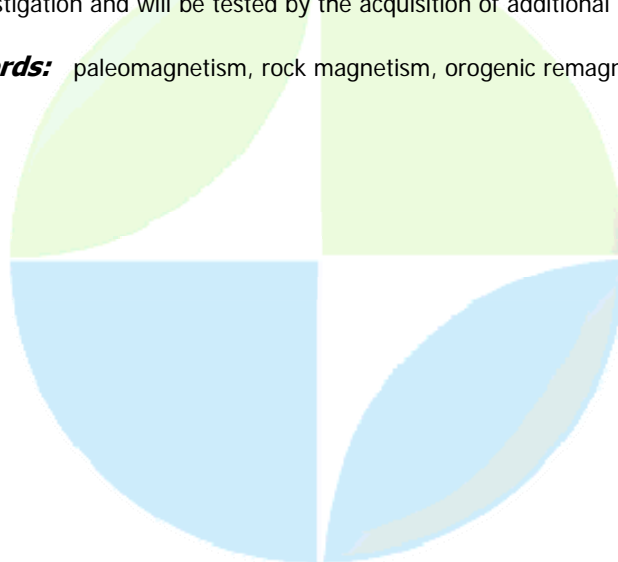 stigation and will be tested by the acquisition of additional
rds: paleomagnetism, rock magnetism, orogenic remagn